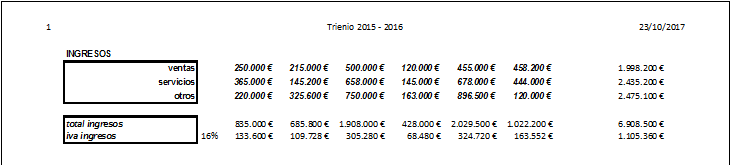 1 Trienio 2015 - 2016 23/10/2017
INGRESOS
ventas 250.000 € 215.000 € 500.000 € 120.000 € 455.000 € 458.200 € 1.998.200 €
servicios 365.000 € 145.200 € 658.000 € 145.000 € 678.000 € 444.000 € 2.435.200 €
otros 220.000 € 325.600 € 750.000 € 163.000 € 896.500 € 120.000 € 2.475.100 €
total ingresos 835.000 € 685.800 € 1.908.000 € 428.000 € 2.029.500 € 1.022.200 € 6.908.500 €
iva ingresos 16% 133.600 € 109.728 € 305.280 € 68.480 € 324.720 € 163.552 € 1.105.360 €